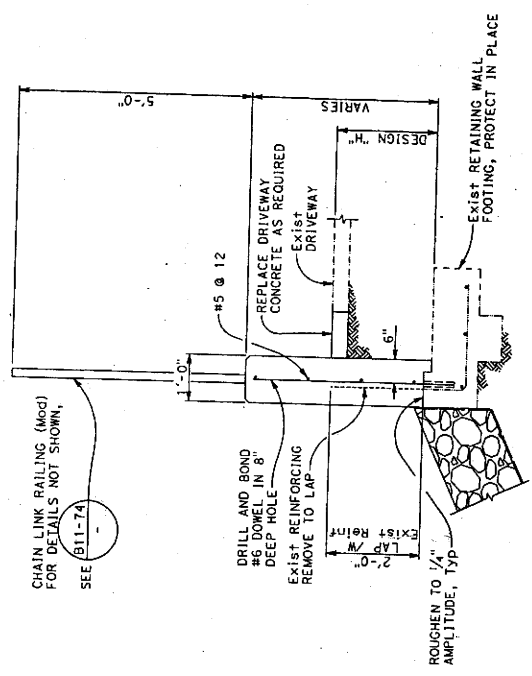 CHAIN LINK RAILING (Mod)
FOR DETAILS NOT SHOWN,
SEE
B11-74
-
5'-0"
VARIES
DESIGN "H"
1'-0"
#5 @ 12
REPLACE DRIVEWAY
CONCRETE AS REQUIRED
Exist
DRIVEWAY
DRILL AND BOND
#6 DOWEL IN 8"
DEEP HOLE
Exist REINFORCING
REMOVE TO LAP
2'-0"
LAP /W
Exist Reinf
6"
ROUGHEN TO 1/4"
AMPLITUDE, Typ
Exist RETAINING WALL
FOOTING, PROTECT IN PLACE